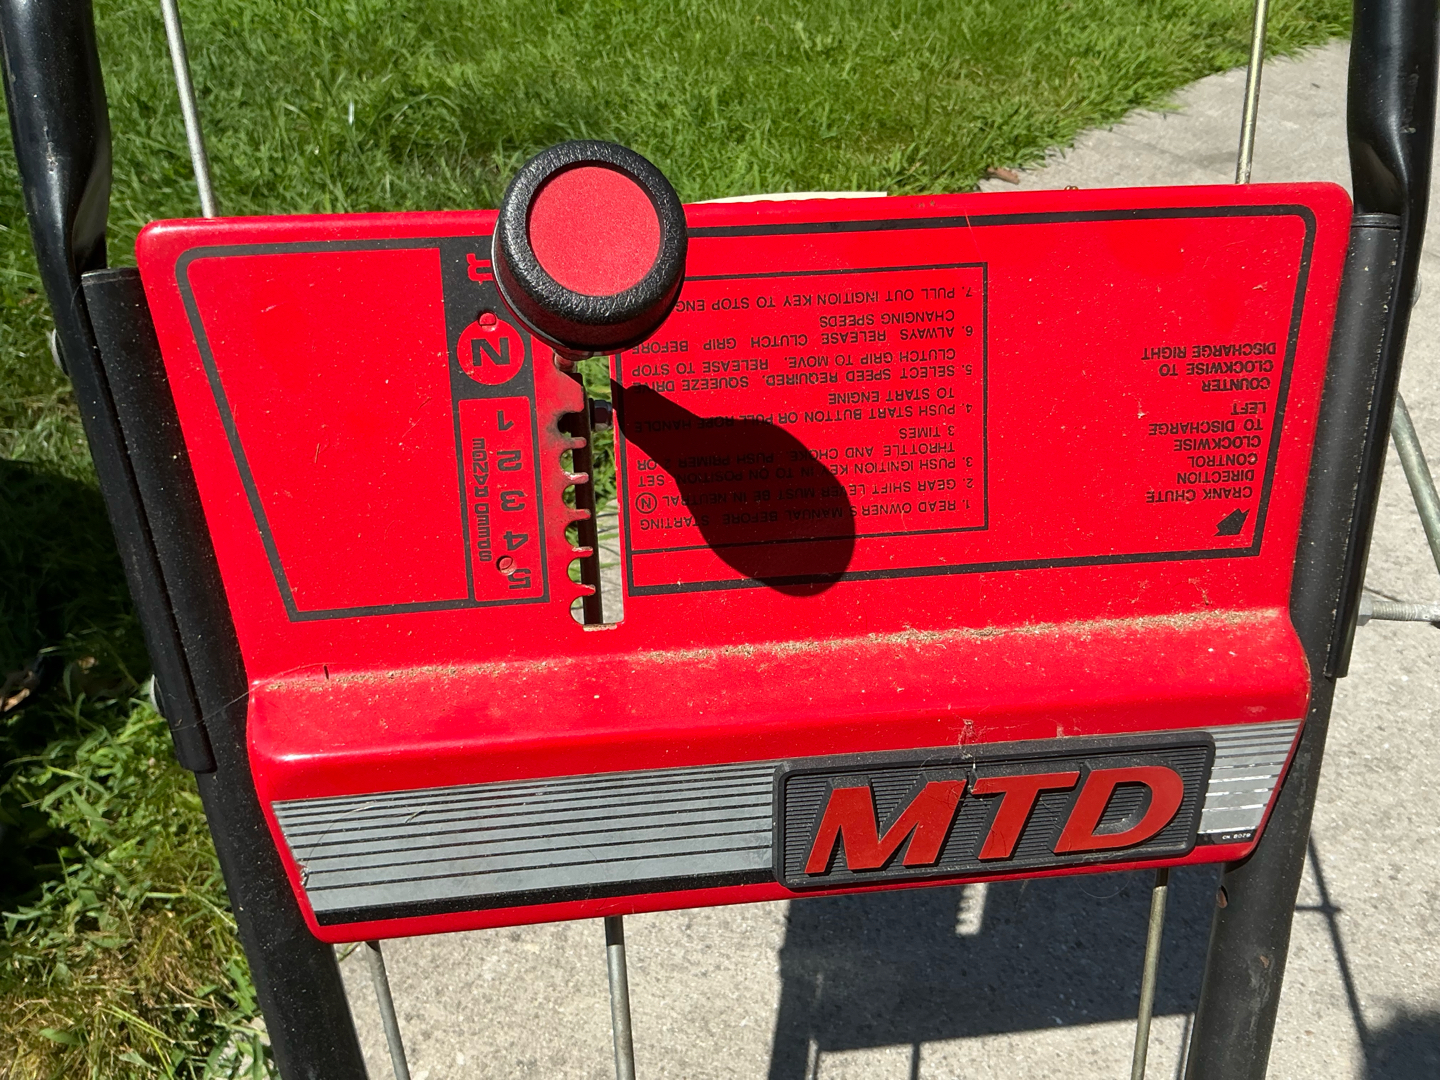 CRANK CHUTE
DIRECTION
CONTROL
CLOCKWISE
TO DISCHARGE
LEFT
COUNTER
CLOCKWISE TO
DISCHARGE RIGHT
1. READ OWNER'S MANUAL BEFORE STARTING
2. GEAR SHIFT LEVER MUST BE IN NEUTRAL N
3. PUSH IGNITION KEY IN TO ON POSITION. SET
THROTTLE AND CHOKE. PUSH PRIMER OR
3 TIMES
4. PUSH START BUTTON OR PULL ROPE HANDLE
TO START ENGINE
5. SELECT SPEED REQUIRED. SQUEEZE DRIVE
CLUTCH GRIP TO MOVE. RELEASE TO STOP
6. ALWAYS RELEASE CLUTCH GRIP BEFORE
CHANGING SPEEDS
7. PULL OUT INGITION KEY TO STOP
5
4
3
2
1
FORWARD SPEEDS
N
MTD